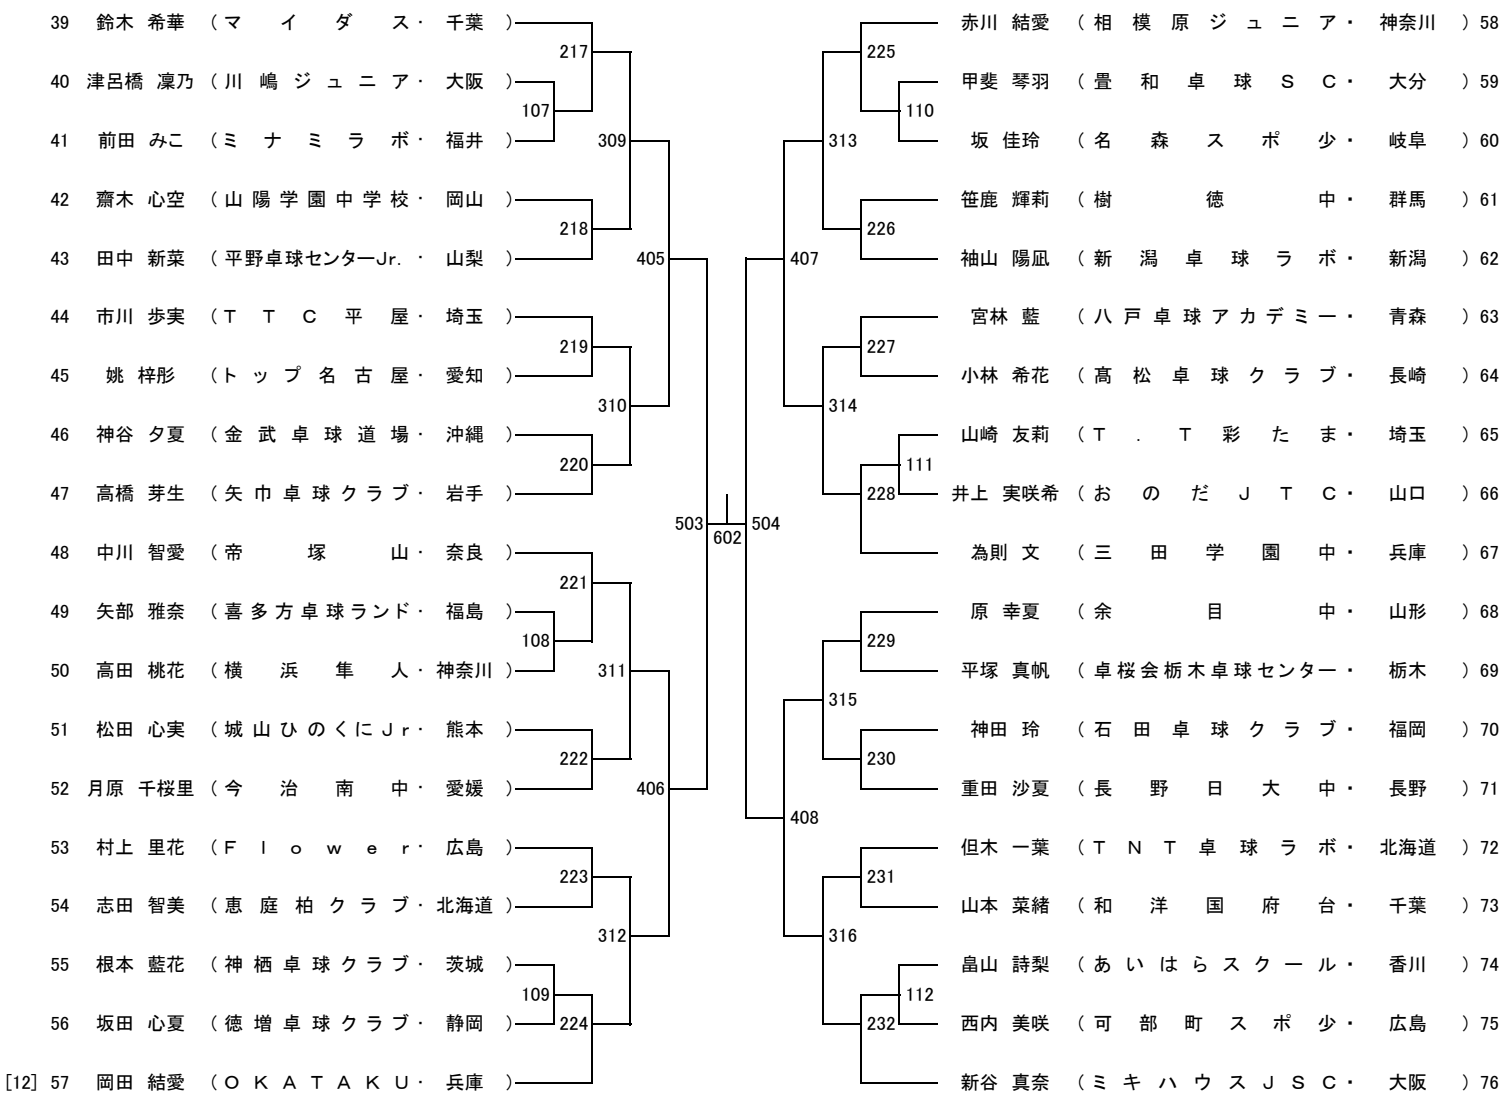 39 鈴木 希華 （マイダス・ 千葉 ）
40 津呂橋 凜乃 （川嶋ジュニア・ 大阪 ）
41 前田 みこ （ミナミラボ・ 福井 ）
42 齋木 心空 （山陽学園中学校・ 岡山 ）
43 田中 新菜 （平野卓球センターJr.・ 山梨 ）
44 市川 歩実 （ＴＴＣ平屋・ 埼玉 ）
45 姚 梓彤 （トップ名古屋・ 愛知 ）
46 神谷 夕夏 （金武卓球道場・ 沖縄 ）
47 高橋 芽生 （矢巾卓球クラブ・ 岩手 ）
48 中川 智愛 （帝塚山・ 奈良 ）
49 矢部 雅奈 （喜多方卓球ランド・ 福島 ）
50 高田 桃花 （横浜隼人・ 神奈川 ）
51 松田 心実 （城山ひのくにＪｒ・ 熊本 ）
52 月原 千桜里 （今治南中・ 愛媛 ）
53 村上 里花 （Ｆｌｏｗｅｒ・ 広島 ）
54 志田 智美 （恵庭柏クラブ・ 北海道 ）
55 根本 藍花 （神栖卓球クラブ・ 茨城 ）
56 坂田 心夏 （徳増卓球クラブ・ 静岡 ）
[12] 57 岡田 結愛 （ＯＫＡＴＡＫＵ・ 兵庫 ）
217
107
309
218
405
219
310
220
503
221
108
311
222
406
223
312
109
224
602
504
225
110
313
226
407
227
314
111
228
229
315
230
408
231
316
112
232
赤川 結愛 （相模原ジュニア・ 神奈川 ）58
甲斐 琴羽 （畳和卓球ＳＣ・ 大分 ）59
坂 佳玲 （名森スポ少・ 岐阜 ）60
笹鹿 輝莉 （樹徳中・ 群馬 ）61
袖山 陽凪 （新潟卓球ラボ・ 新潟 ）62
宮林 藍 （八戸卓球アカデミー・ 青森 ）63
小林 希花 （髙松卓球クラブ・ 長崎 ）64
山崎 友莉 （Ｔ．Ｔ彩たま・ 埼玉 ）65
井上 実咲希 （おのだＪＴＣ・ 山口 ）66
為則 文 （三田学園中・ 兵庫 ）67
原 幸夏 （余目中・ 山形 ）68
平塚 真帆 （卓桜会栃木卓球センター・ 栃木 ）69
神田 玲 （石田卓球クラブ・ 福岡 ）70
重田 沙夏 （長野日大中・ 長野 ）71
但木 一葉 （ＴＮＴ卓球ラボ・ 北海道 ）72
山本 菜緒 （和洋国府台・ 千葉 ）73
畠山 詩梨 （あいはらスクール・ 香川 ）74
西内 美咲 （可部町スポ少・ 広島 ）75
新谷 真奈 （ミキハウスＪＳＣ・ 大阪 ）76